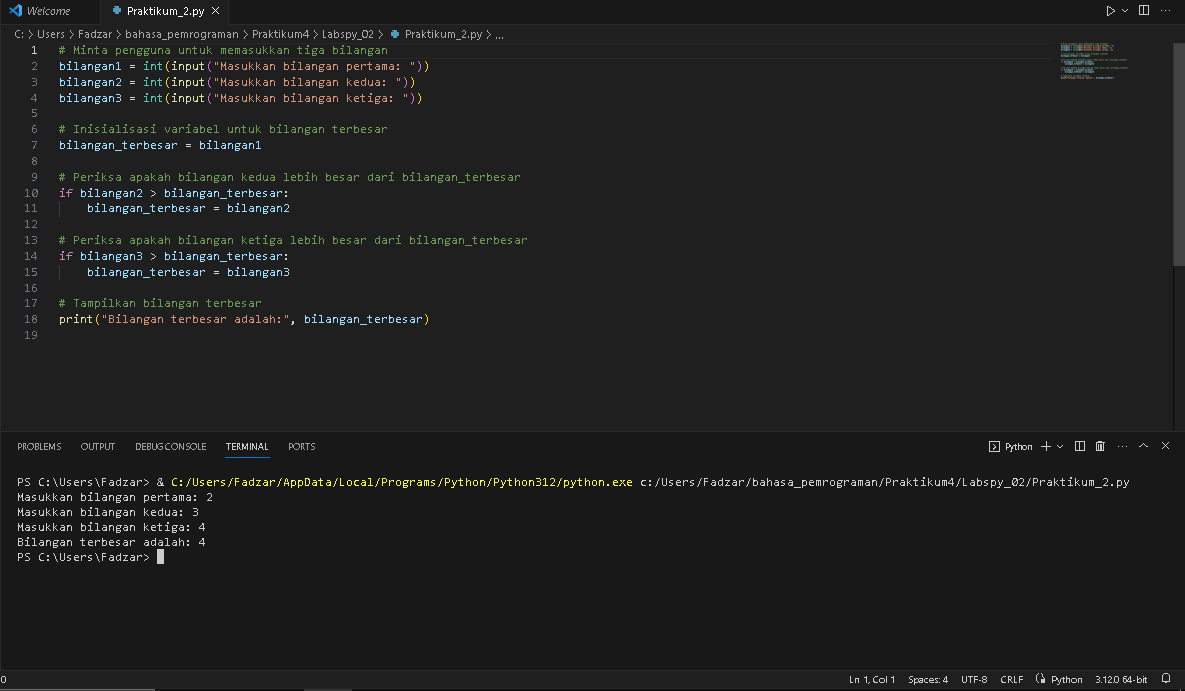 Welcome
Praktikum_2.py
C: > Users > Fadzar > bahasa_pemrograman > Praktikum4 > Labspy_02 > Praktikum_2.py > ...
1 # Minta pengguna untuk memasukkan tiga bilangan
2 bilangan1 = int(input("Masukkan bilangan pertama: "))
3 bilangan2 = int(input("Masukkan bilangan kedua: "))
4 bilangan3 = int(input("Masukkan bilangan ketiga: "))
5
6 # Inisialisasi variabel untuk bilangan terbesar
7 bilangan_terbesar = bilangan1
8
9 # Periksa apakah bilangan kedua lebih besar dari bilangan_terbesar
10 if bilangan2 > bilangan_terbesar:
11     bilangan_terbesar = bilangan2
12
13 # Periksa apakah bilangan ketiga lebih besar dari bilangan_terbesar
14 if bilangan3 > bilangan_terbesar:
15     bilangan_terbesar = bilangan3
16
17 # Tampilkan bilangan terbesar
18 print("Bilangan terbesar adalah:", bilangan_terbesar)
19
PROBLEMS OUTPUT DEBUG CONSOLE TERMINAL PORTS Python
PS C:\Users\Fadzar> & C:/Users/Fadzar/AppData/Local/Programs/Python/Python312/python.exe c:/Users/Fadzar/bahasa_pemrograman/Praktikum4/Labspy_02/Praktikum_2.py
Masukkan bilangan pertama: 2
Masukkan bilangan kedua: 3
Masukkan bilangan ketiga: 4
Bilangan terbesar adalah: 4
PS C:\Users\Fadzar>
0 Ln 1, Col 1 Spaces: 4 UTF-8 CRLF Python 3.12.0 64-bit